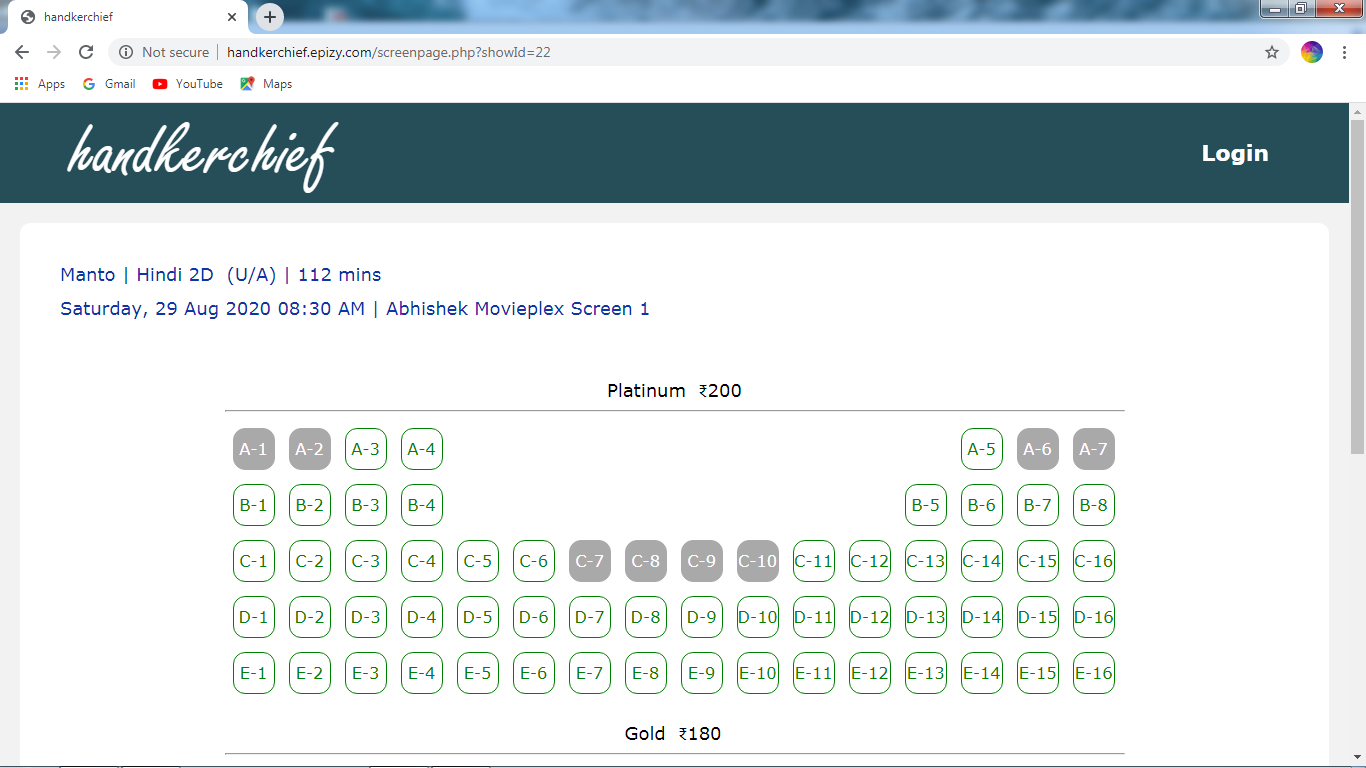 handkerchief
Not secure | handkerchief.epizy.com/screenpage.php?showId=22
Apps Gmail YouTube Maps
handkerchief Login
Manto | Hindi 2D (U/A) | 112 mins
Saturday, 29 Aug 2020 08:30 AM | Abhishek Movieplex Screen 1
Platinum ₹200
A-1 A-2 A-3 A-4 A-5 A-6 A-7
B-1 B-2 B-3 B-4 B-5 B-6 B-7 B-8
C-1 C-2 C-3 C-4 C-5 C-6 C-7 C-8 C-9 C-10 C-11 C-12 C-13 C-14 C-15 C-16
D-1 D-2 D-3 D-4 D-5 D-6 D-7 D-8 D-9 D-10 D-11 D-12 D-13 D-14 D-15 D-16
E-1 E-2 E-3 E-4 E-5 E-6 E-7 E-8 E-9 E-10 E-11 E-12 E-13 E-14 E-15 E-16
Gold ₹180